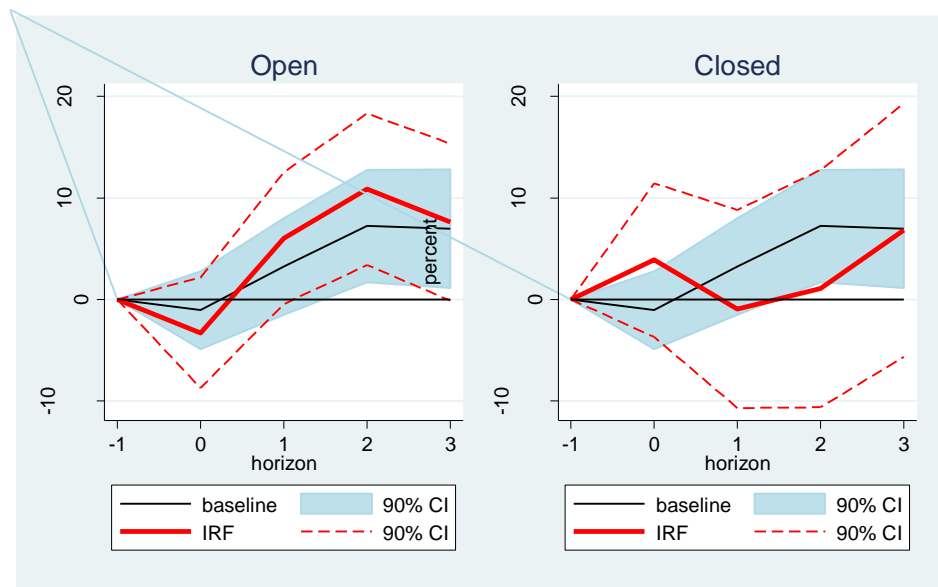 Open
20
10
0
-10
-1 0 1 2 3
horizon
baseline 90% CI
IRF 90% CI
Closed
percent
20
10
0
-10
-1 0 1 2 3
horizon
baseline 90% CI
IRF 90% CI